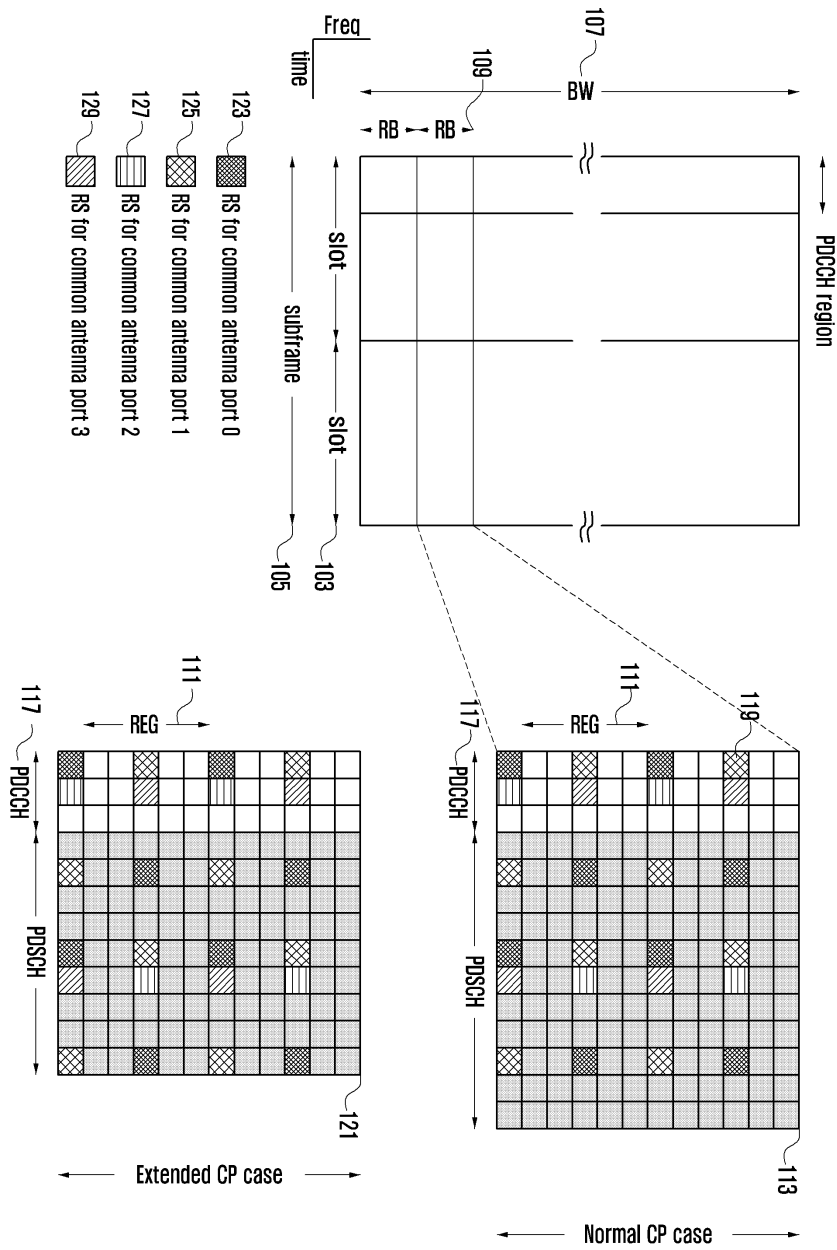 107
BW
109
Freq
time
RB
RB
PDCCH region
slot
slot
subframe
103
105
123
RS for common antenna port 0
125
RS for common antenna port 1
127
RS for common antenna port 2
129
RS for common antenna port 3
119
111
REG
117
PDCCH
PDSCH
113
Normal CP case
111
REG
117
PDCCH
PDSCH
121
Extended CP case